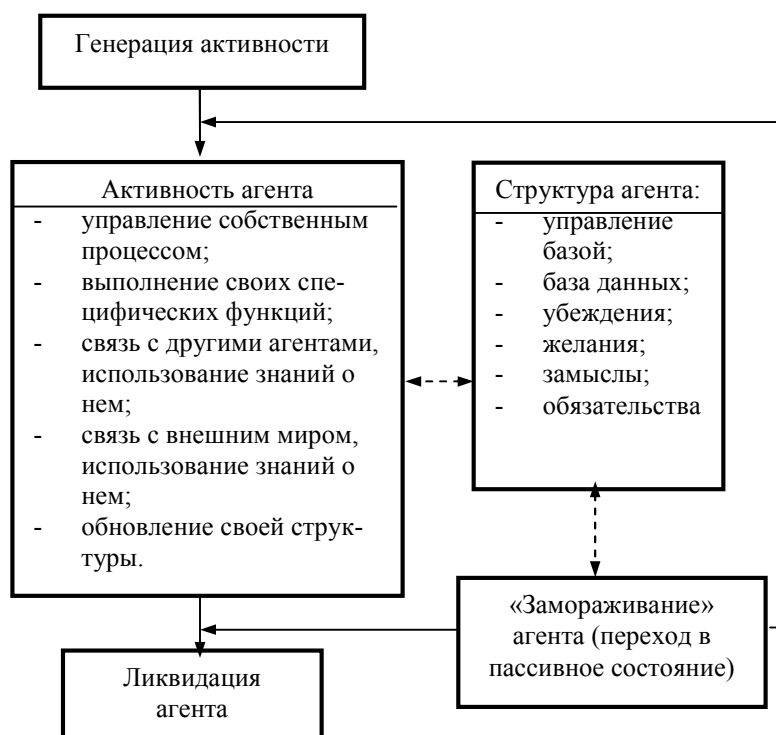 Генерация активности
Активность агента
- управление собственным
процессом;
- выполнение своих спе-
цифических функций;
- связь с другими агентами,
использование знаний о
нем;
- связь с внешним миром,
использование знаний о
нем;
- обновление своей струк-
туры.
Структура агента:
- управление
базой;
- база данных;
- убеждения;
- желания;
- замыслы;
- обязательства
«Замораживание»
агента (переход в
пассивное состояние)
Ликвидация
агента